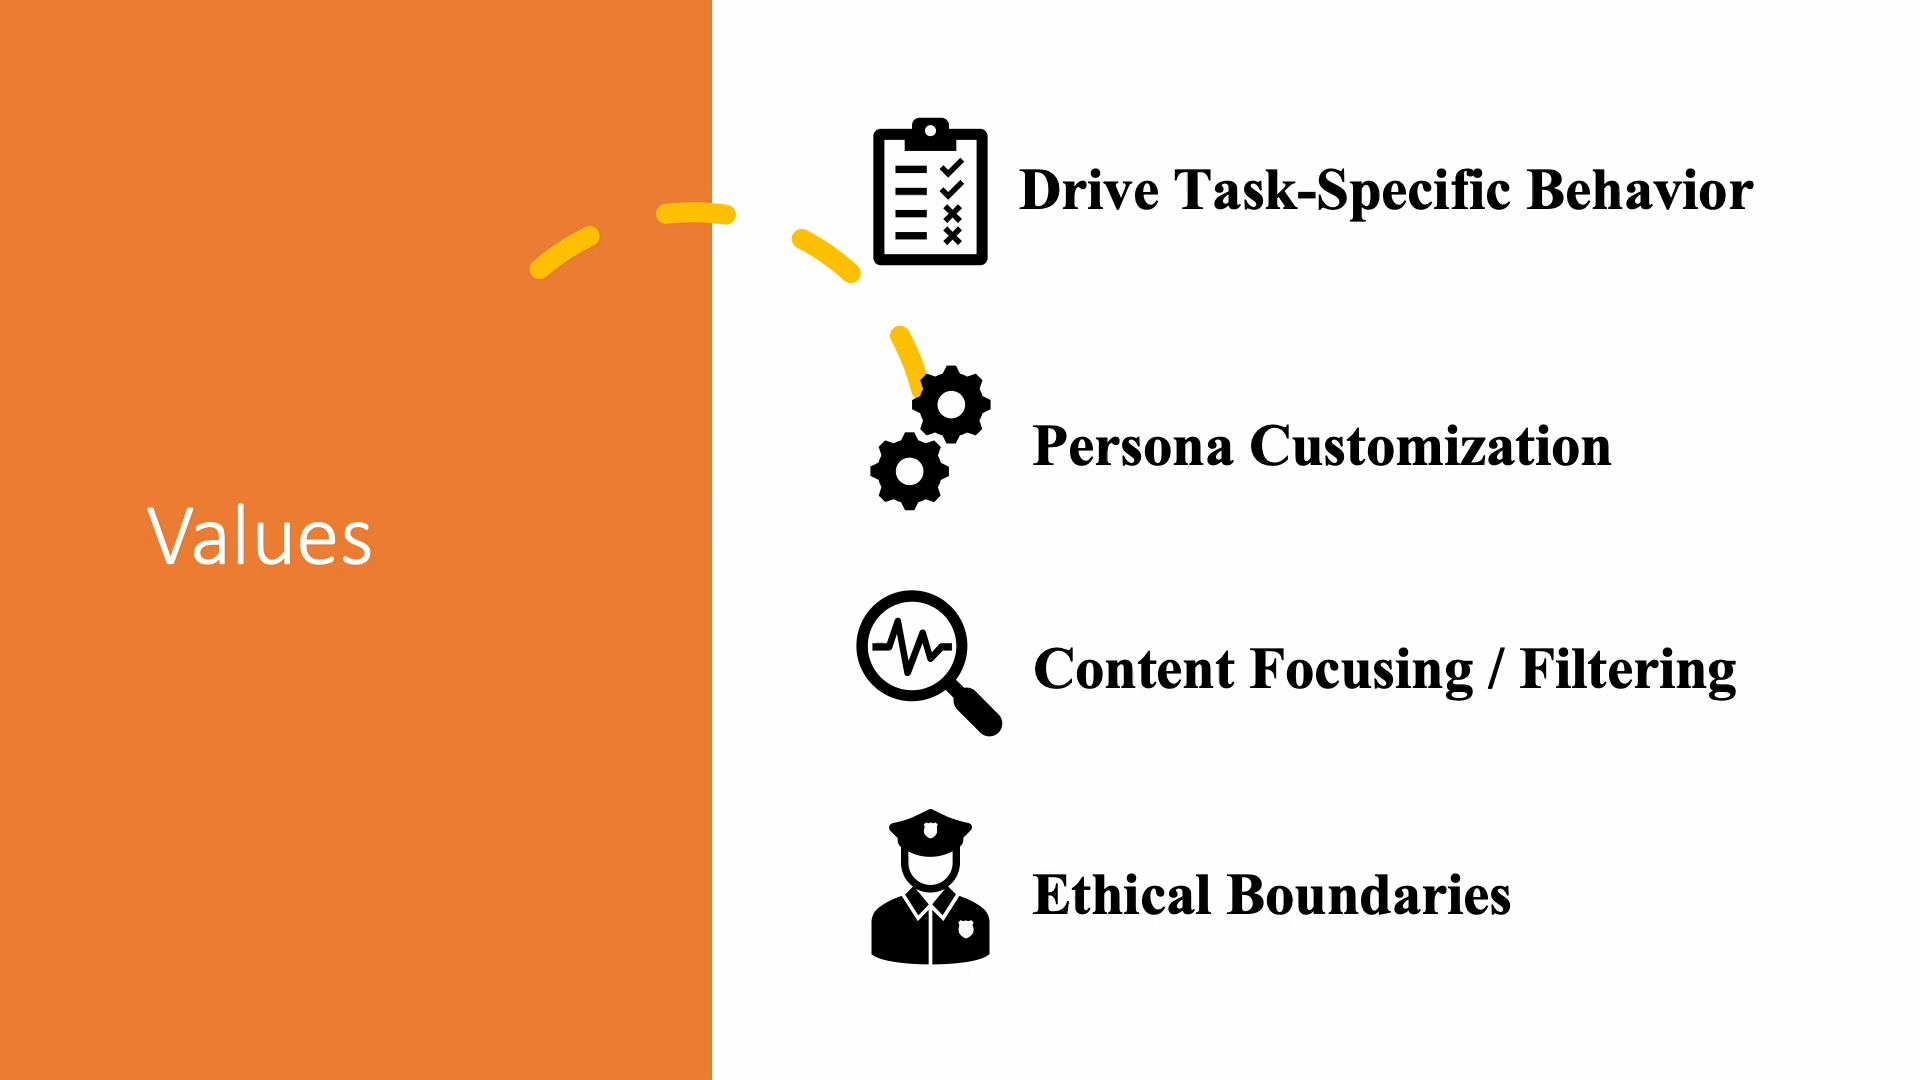 Values
Drive Task-Specific Behavior
Persona Customization
Content Focusing / Filtering
Ethical Boundaries